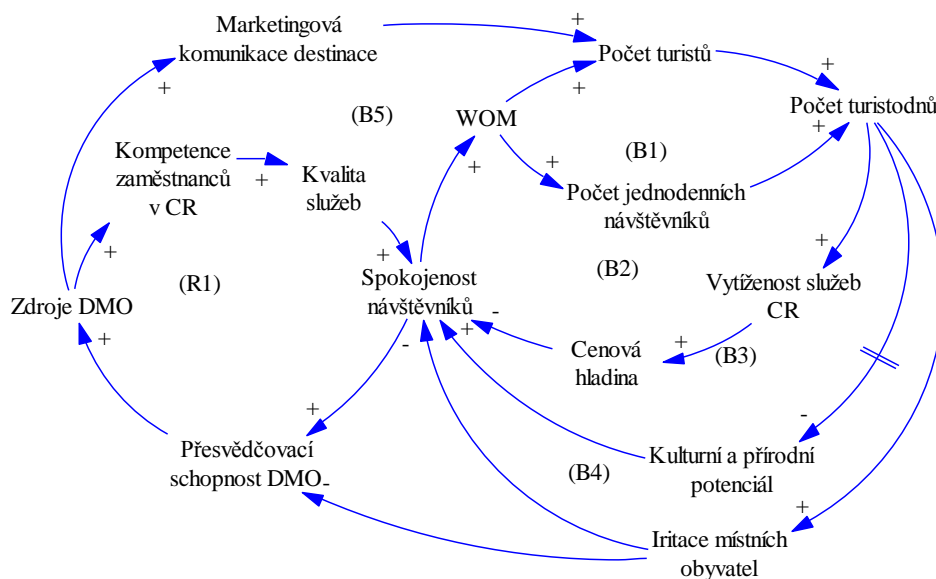 Marketingová
komunikace destinace
+
+
Počet turistů
+
+
+
Počet turistodnů
(B5)
WOM
+
Kompetence
zaměstnanců
v CR
+
Kvalita
služeb
+
+
(B1)
Počet jednodenních
návštěvníků
+
+
+
Zdroje DMO
(R1)
+
Spokojenost
návštěvníků
(B2)
+
Vytíženost služeb
CR
-
+
-
+
Cenová
hladina
(B3)
+
Přesvědčovací
schopnost DMO
-
-
Kulturní a přírodní
potenciál
(B4)
+
Iritace místních
obyvatel